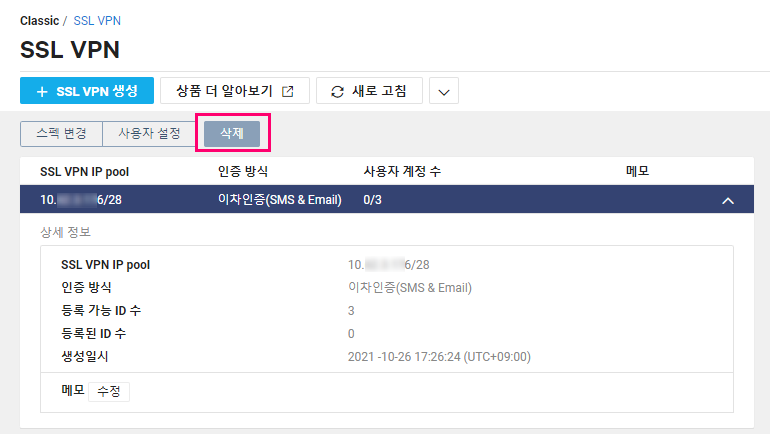 Classic / SSL VPN
SSL VPN
+ SSL VPN 생성 상품 더 알아보기 새로 고침
스펙 변경 사용자 설정 삭제
SSL VPN IP pool 인증 방식 사용자 계정 수 메모
10. 6/28 이차인증(SMS & Email) 0/3
상세 정보
SSL VPN IP pool 10. 6/28
인증 방식 이차인증(SMS & Email)
등록 가능 ID 수 3
등록된 ID 수 0
생성일시 2021 -10-26 17:26:24 (UTC+09:00)
메모 수정